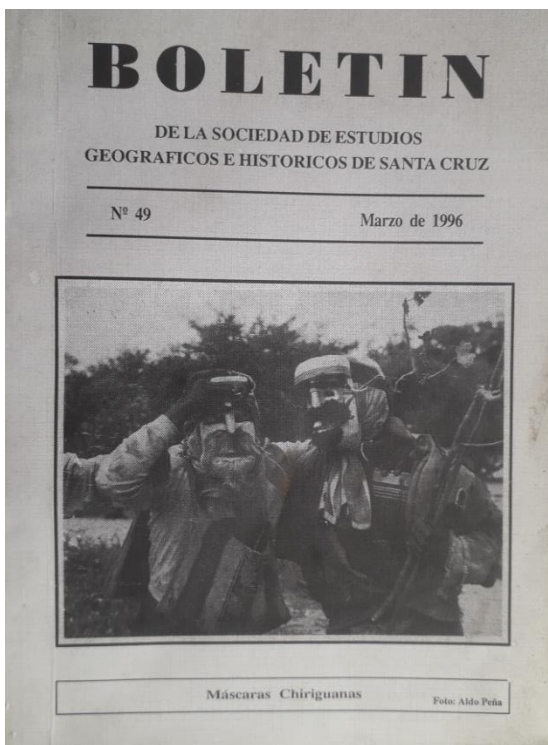 BOLETIN
DE LA SOCIEDAD DE ESTUDIOS
GEOGRAFICOS E HISTORICOS DE SANTA CRUZ
Nº 49 Marzo de 1996
Máscaras Chiriguanas
Foto: Aldo Peña